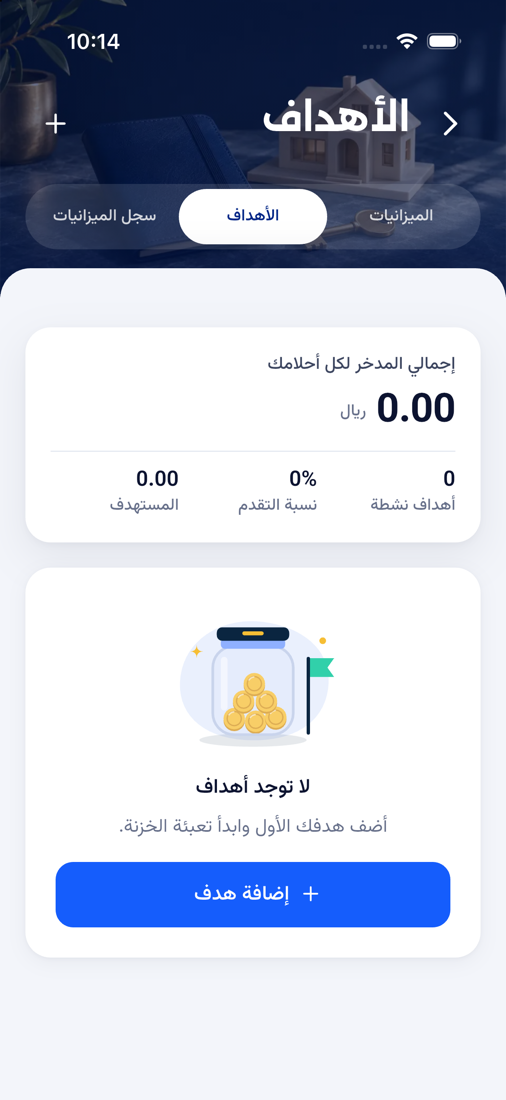 10:14
الأهداف
الميزانيات
الأهداف
سجل الميزانيات
إجمالي المدخر لكل أحلامك
0.00 ريال
0
أهداف نشطة
0%
نسبة التقدم
0.00
المستهدف
لا توجد أهداف
أضف هدفك الأول وابدأ تعبئة الخزنة.
+ إضافة هدف